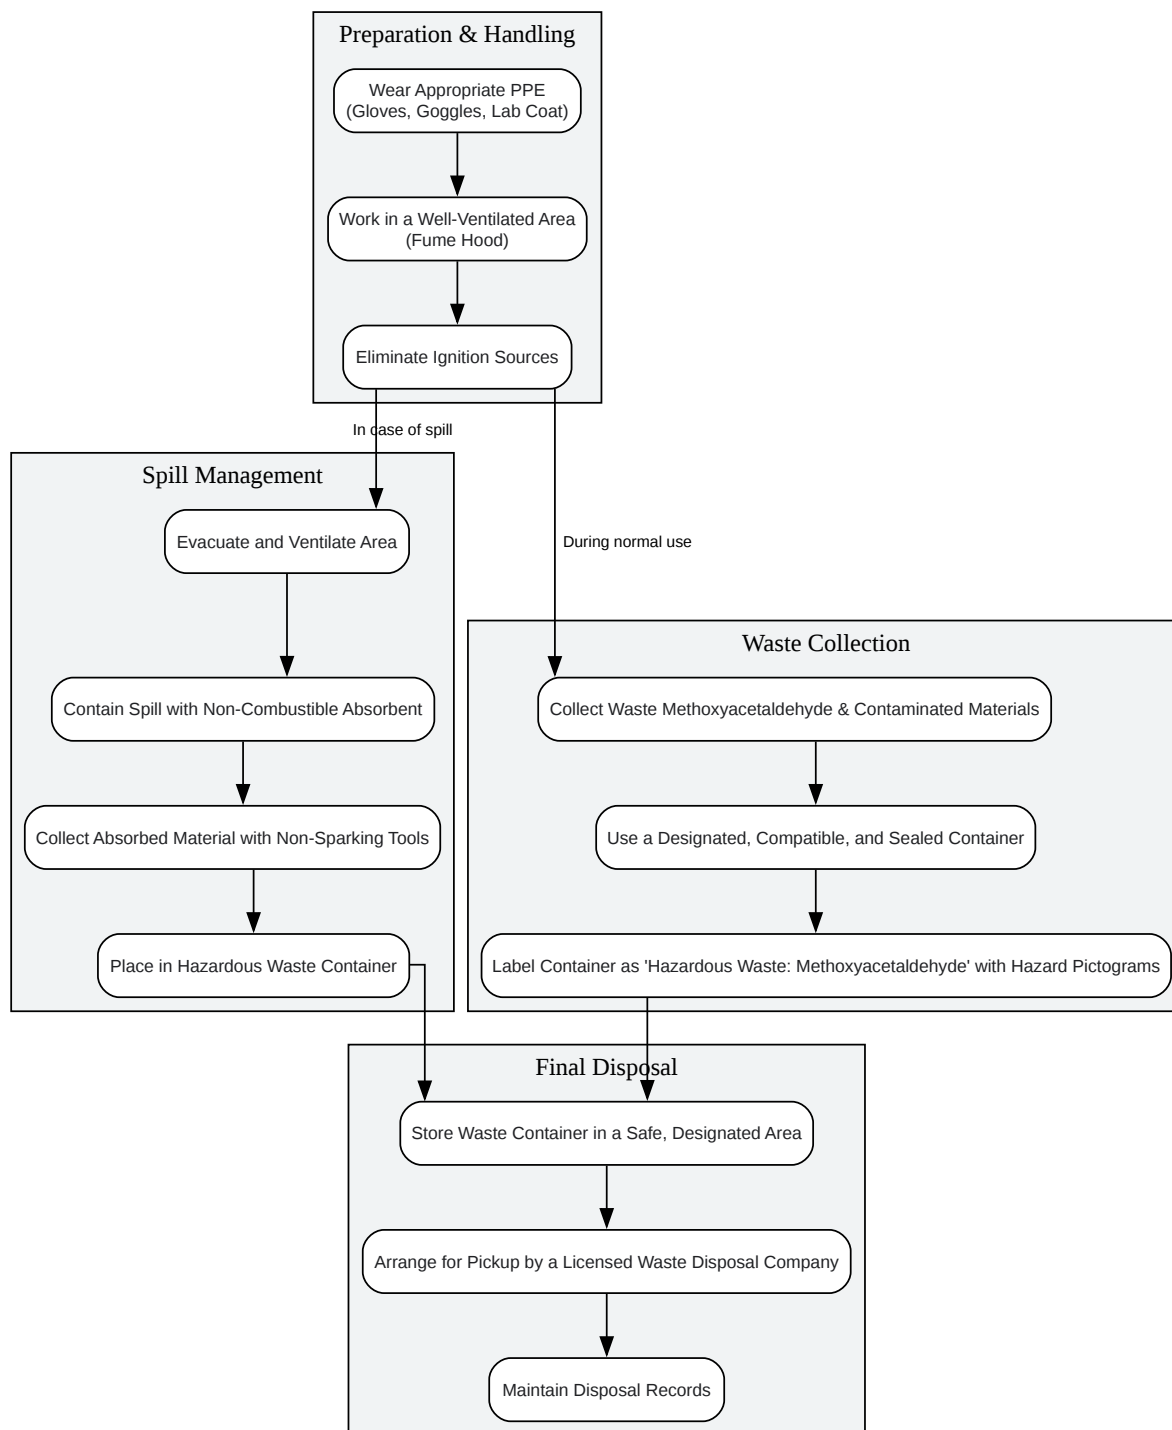 Preparation & Handling
Wear Appropriate PPE
(Gloves, Goggles, Lab Coat)
Work in a Well-Ventilated Area
(Fume Hood)
Eliminate Ignition Sources
In case of spill
Spill Management
Evacuate and Ventilate Area
During normal use
Waste Collection
Contain Spill with Non-Combustible Absorbent
Collect Waste Methoxyacetaldehyde & Contaminated Materials
Collect Absorbed Material with Non-Sparking Tools
Use a Designated, Compatible, and Sealed Container
Place in Hazardous Waste Container
Label Container as 'Hazardous Waste: Methoxyacetaldehyde' with Hazard Pictograms
Final Disposal
Store Waste Container in a Safe, Designated Area
Arrange for Pickup by a Licensed Waste Disposal Company
Maintain Disposal Records